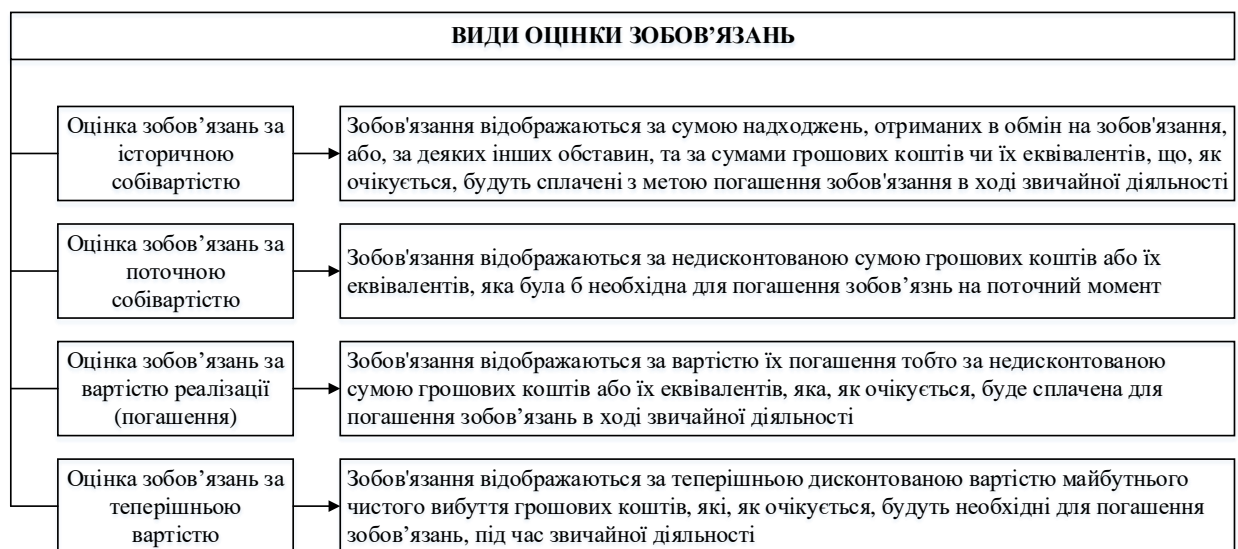 ВИДИ ОЦІНКИ ЗОБОВ’ЯЗАНЬ
Оцінка зобов’язань за
історичною
собівартістю
Зобов'язання відображаються за сумою надходжень, отриманих в обмін на зобов'язання,
або, за деяких інших обставин, та за сумами грошових коштів чи їх еквівалентів, що, як
очікується, будуть сплачені з метою погашення зобов'язання в ході звичайної діяльності
Оцінка зобов’язань за
поточною
собівартістю
Зобов'язання відображаються за недисконтованою сумою грошових коштів або їх
еквівалентів, яка була б необхідна для погашення зобов’язнь на поточний момент
Оцінка зобов’язань за
вартістю реалізації
(погашення)
Зобов'язання відображаються за вартістю їх погашення тобто за недисконтованою
сумою грошових коштів або їх еквівалентів, яка, як очікується, буде сплачена для
погашення зобов’язань в ході звичайної діяльності
Оцінка зобов’язань за
теперішньою
вартістю
Зобов'язання відображаються за теперішньою дисконтованою вартістю майбутнього
чистого вибуття грошових коштів, які, як очікується, будуть необхідні для погашення
зобов’язань, під час звичайної діяльності